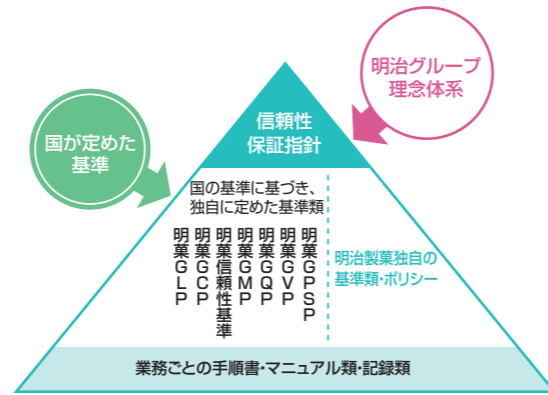 明治グループ
理念体系
信頼性
保証指針
国が定めた
基準
国の基準に基づき、
独自に定めた基準類
明菓GLP
明菓GCP
明菓信頼性基準
明菓GMP
明菓GQP
明菓GVP
明菓GPSP
明治製菓独自の
基準類・ポリシー
業務ごとの手順書・マニュアル類・記録類